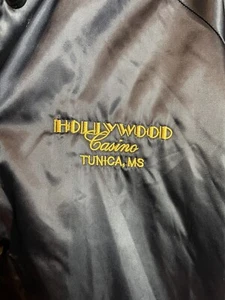 HOLLYWOOD
Casino
TUNICA, MS